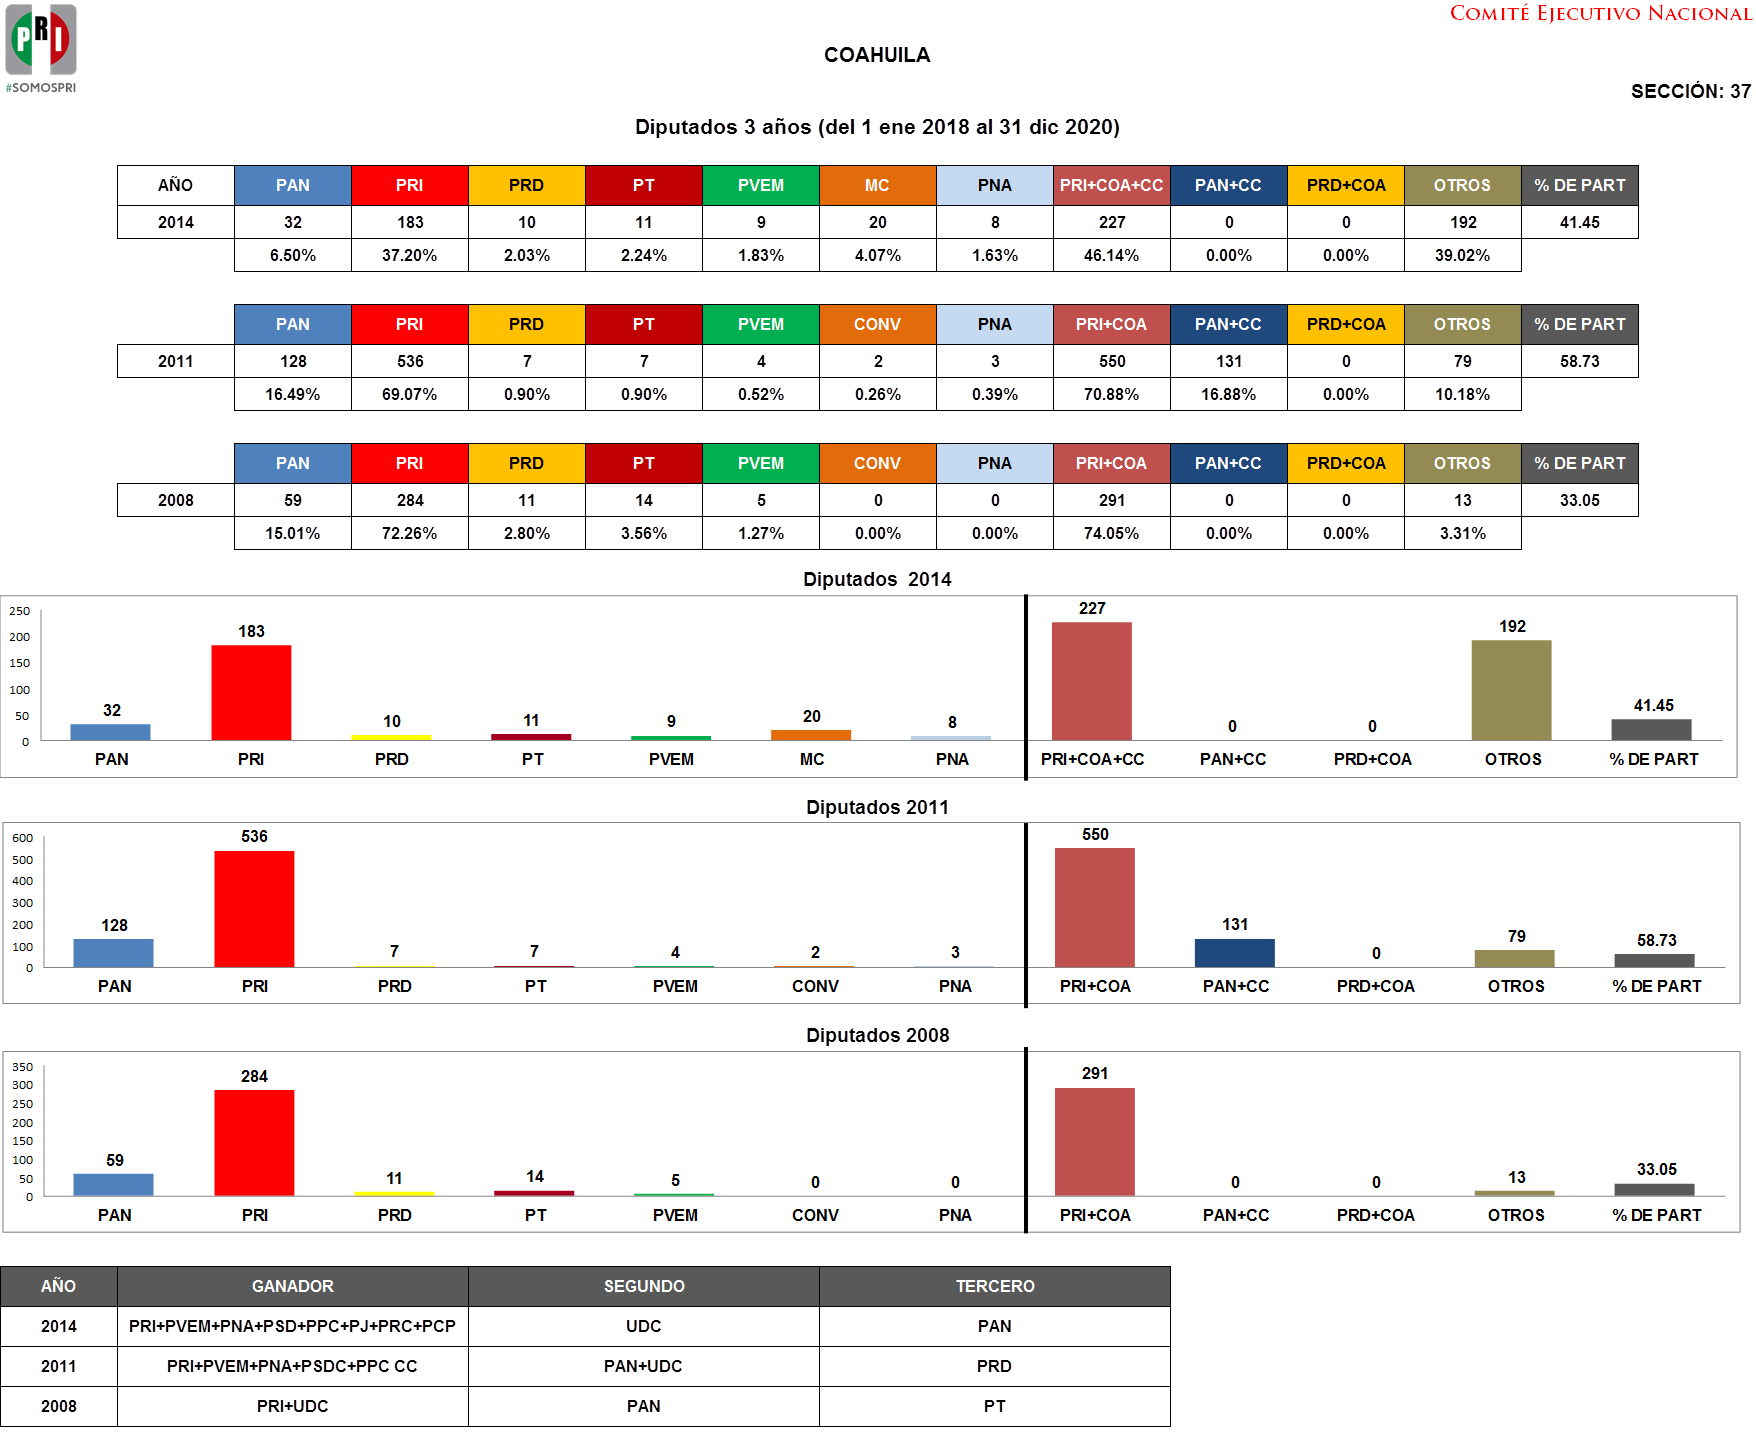 PRI
#SOMOSPRI
COMITÉ EJECUTIVO NACIONAL
COAHUILA
SECCIÓN: 37
Diputados 3 años (del 1 ene 2018 al 31 dic 2020)
AÑO PAN PRI PRD PT PVEM MC PNA PRI+COA+CC PAN+CC PRD+COA OTROS % DE PART
2014 32 183 10 11 9 20 8 227 0 0 192 41.45
6.50% 37.20% 2.03% 2.24% 1.83% 4.07% 1.63% 46.14% 0.00% 0.00% 39.02%
PAN PRI PRD PT PVEM CONV PNA PRI+COA PAN+CC PRD+COA OTROS % DE PART
2011 128 536 7 7 4 2 3 550 131 0 79 58.73
16.49% 69.07% 0.90% 0.90% 0.52% 0.26% 0.39% 70.88% 16.88% 0.00% 10.18%
PAN PRI PRD PT PVEM CONV PNA PRI+COA PAN+CC PRD+COA OTROS % DE PART
2008 59 284 11 14 5 0 0 291 0 0 13 33.05
15.01% 72.26% 2.80% 3.56% 1.27% 0.00% 0.00% 74.05% 0.00% 0.00% 3.31%
Diputados 2014
250
200
150
100
50
0
32 183 10 11 9 20 8 227 0 0 192 41.45
PAN PRI PRD PT PVEM MC PNA PRI+COA+CC PAN+CC PRD+COA OTROS % DE PART
Diputados 2011
600
500
400
300
200
100
0
128 536 7 7 4 2 3 550 131 0 79 58.73
PAN PRI PRD PT PVEM CONV PNA PRI+COA PAN+CC PRD+COA OTROS % DE PART
Diputados 2008
350
300
250
200
150
100
50
0
59 284 11 14 5 0 0 291 0 0 13 33.05
PAN PRI PRD PT PVEM CONV PNA PRI+COA PAN+CC PRD+COA OTROS % DE PART
AÑO GANADOR SEGUNDO TERCERO
2014 PRI+PVEM+PNA+PSD+PPC+PJ+PRC+PCP UDC PAN
2011 PRI+PVEM+PNA+PSDC+PPC CC PAN+UDC PRD
2008 PRI+UDC PAN PT